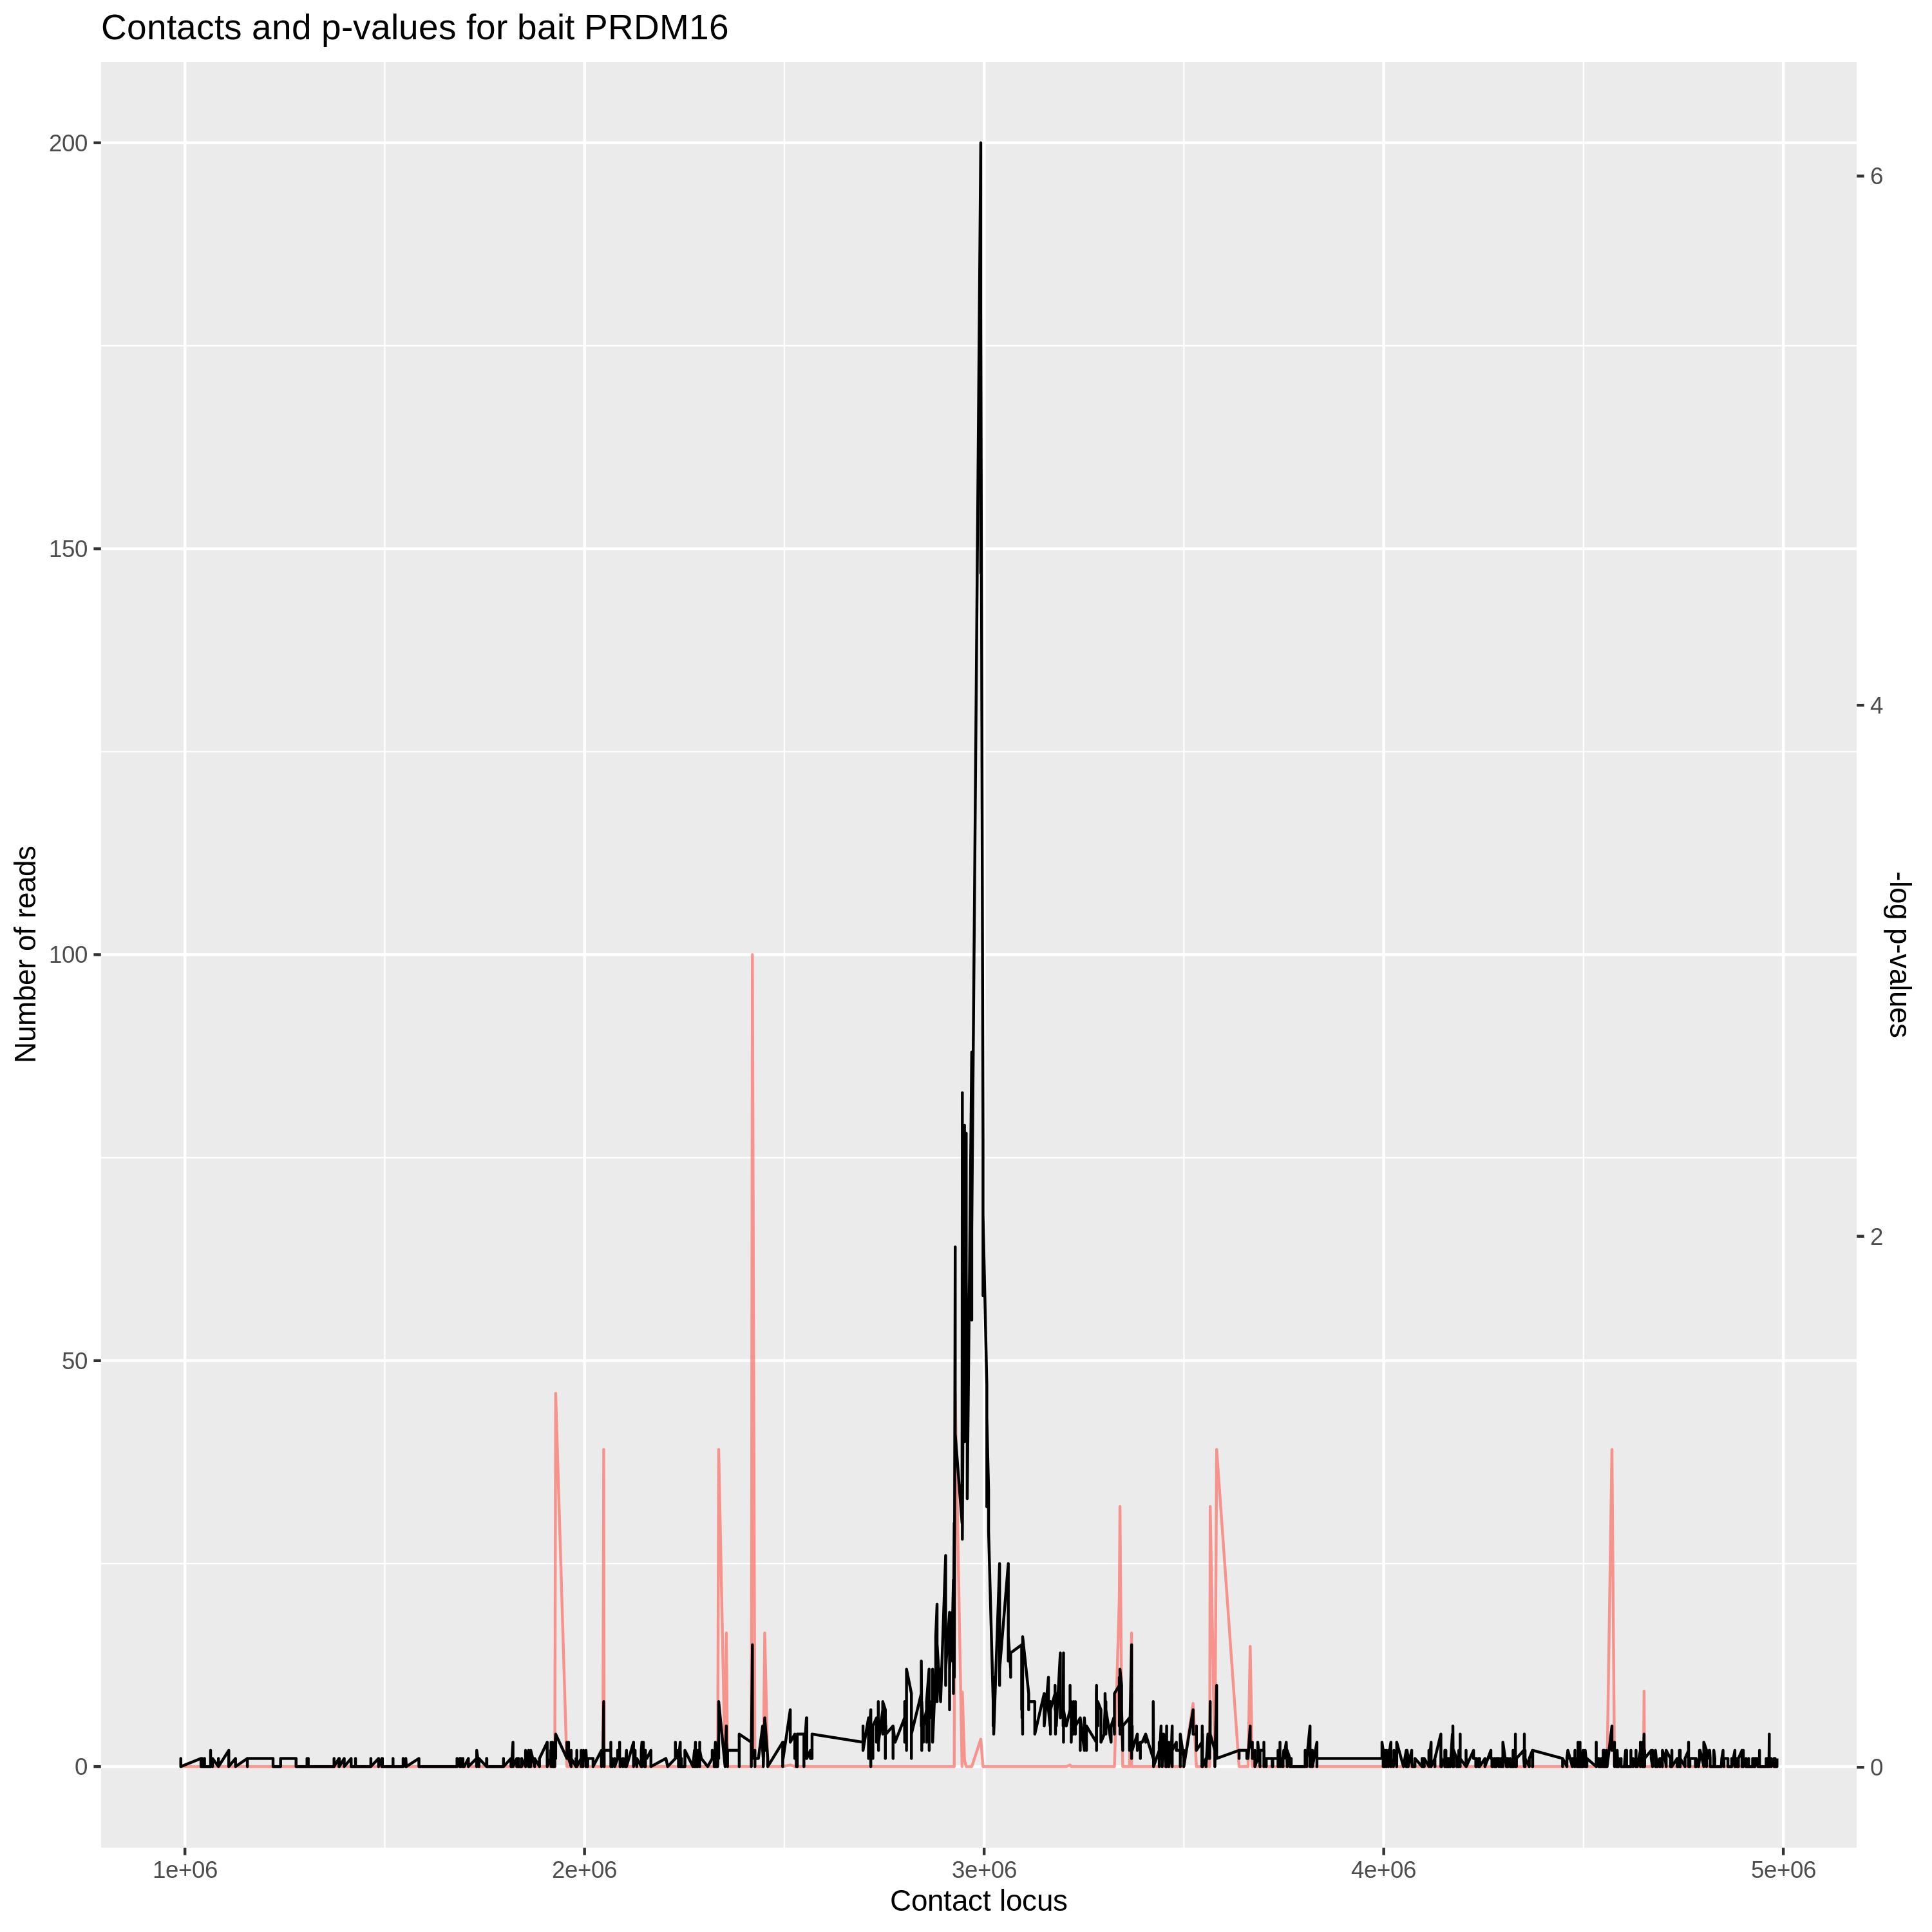 Contacts and p-values for bait PRDM16
200
150
100
50
0
Number of reads
6
4
2
0
-log p-values
1e+06
2e+06
3e+06
4e+06
5e+06
Contact locus